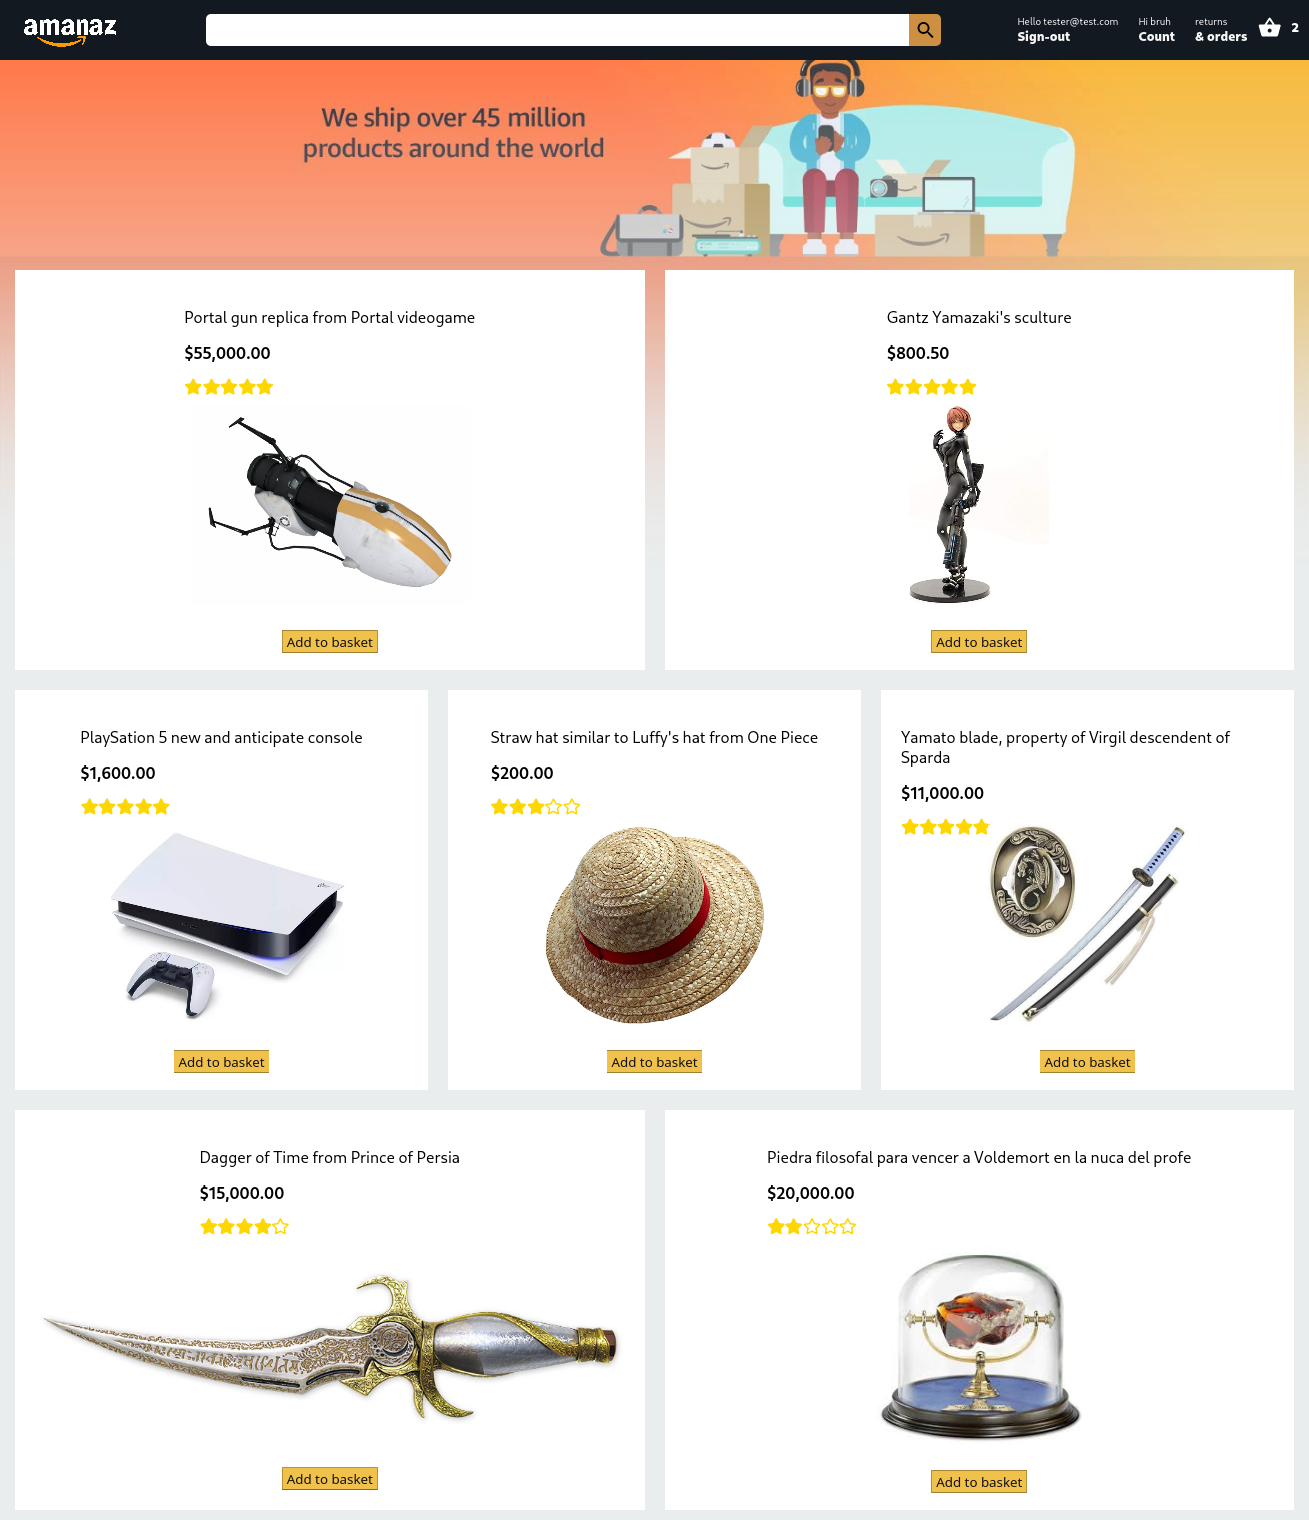 amanaz
Hello tester@test.com
Sign-out
Hi bruh
Count
returns
& orders
2
We ship over 45 million
products around the world
Portal gun replica from Portal videogame
$55,000.00
Add to basket
Gantz Yamazaki's sculture
$800.50
Add to basket
PlaySation 5 new and anticipate console
$1,600.00
Add to basket
Straw hat similar to Luffy's hat from One Piece
$200.00
Add to basket
Yamato blade, property of Virgil descendent of
Sparda
$11,000.00
Add to basket
Dagger of Time from Prince of Persia
$15,000.00
Add to basket
Piedra filosofal para vencer a Voldemort en la nuca del profe
$20,000.00
Add to basket